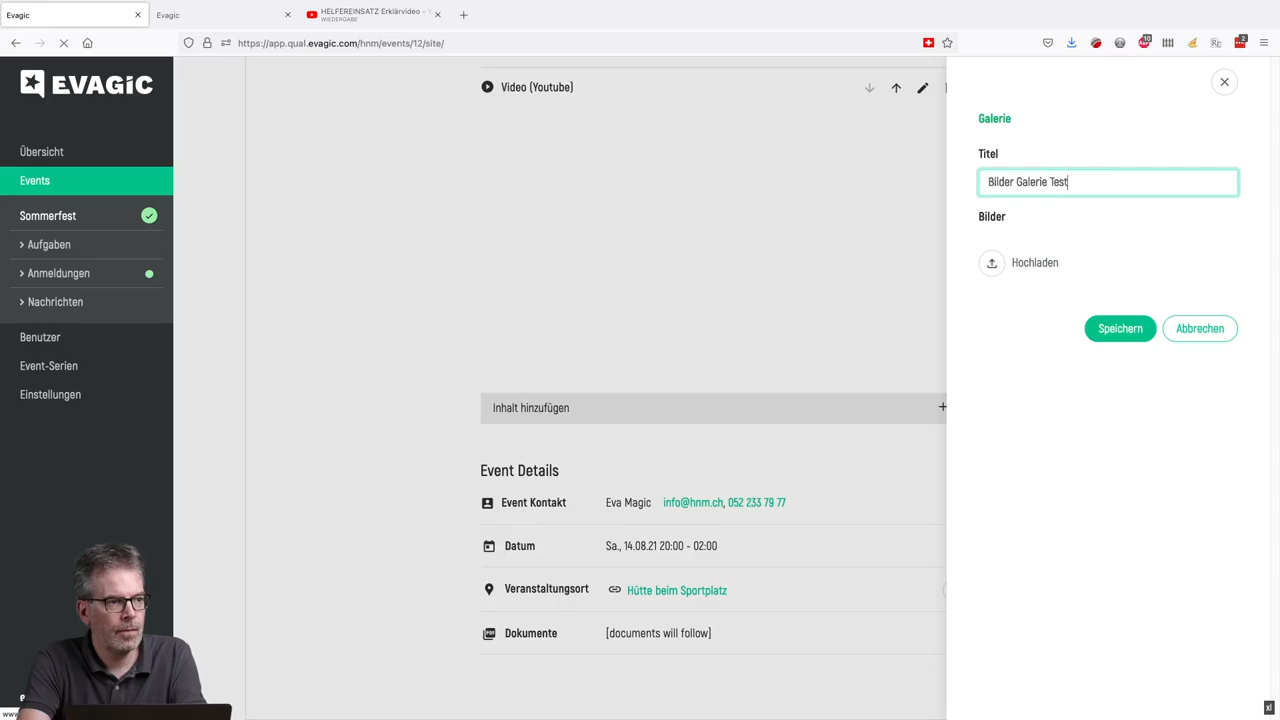 Evagic
Evagic
HELFEREINSATZ Erklärvideo - Y
WIEDERGABE
https://app.qual.evagic.com/hnm/events/12/site/
10
2
EVAGIC
Übersicht
Events
Sommerfest
Aufgaben
Anmeldungen
Nachrichten
Benutzer
Event-Serien
Einstellungen
Video (Youtube)
Inhalt hinzufügen
Event Details
Event Kontakt Eva Magic info@hnm.ch, 052 233 79 77
Datum Sa., 14.08.21 20:00 - 02:00
Veranstaltungsort Hütte beim Sportplatz
Dokumente [documents will follow]
Galerie
Titel
Bilder Galerie Test
Bilder
Hochladen
Speichern Abbrechen
xl